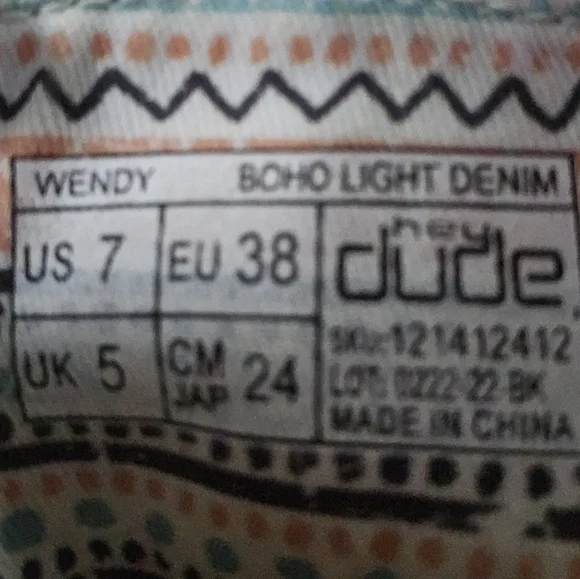 WENDY BOHO LIGHT DENIM
US 7 EU 38
hey
dude
UK 5 CM
JAP 24
SKU:121412412
LOT: 0222-22-BK
MADE IN CHINA